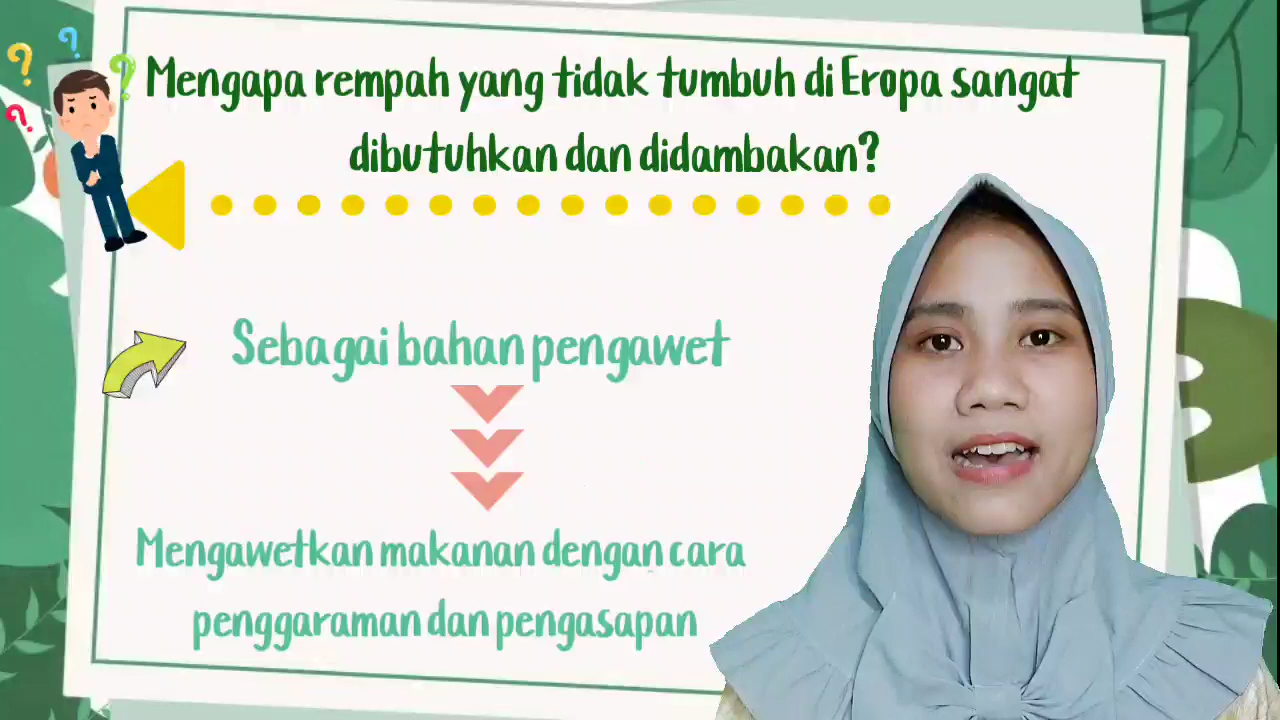 Mengapa rempah yang tidak tumbuh di Eropa sangat
dibutuhkan dan didambakan?
Sebagai bahan pengawet
Mengawetkan makanan dengan cara
penggaraman dan pengasapan